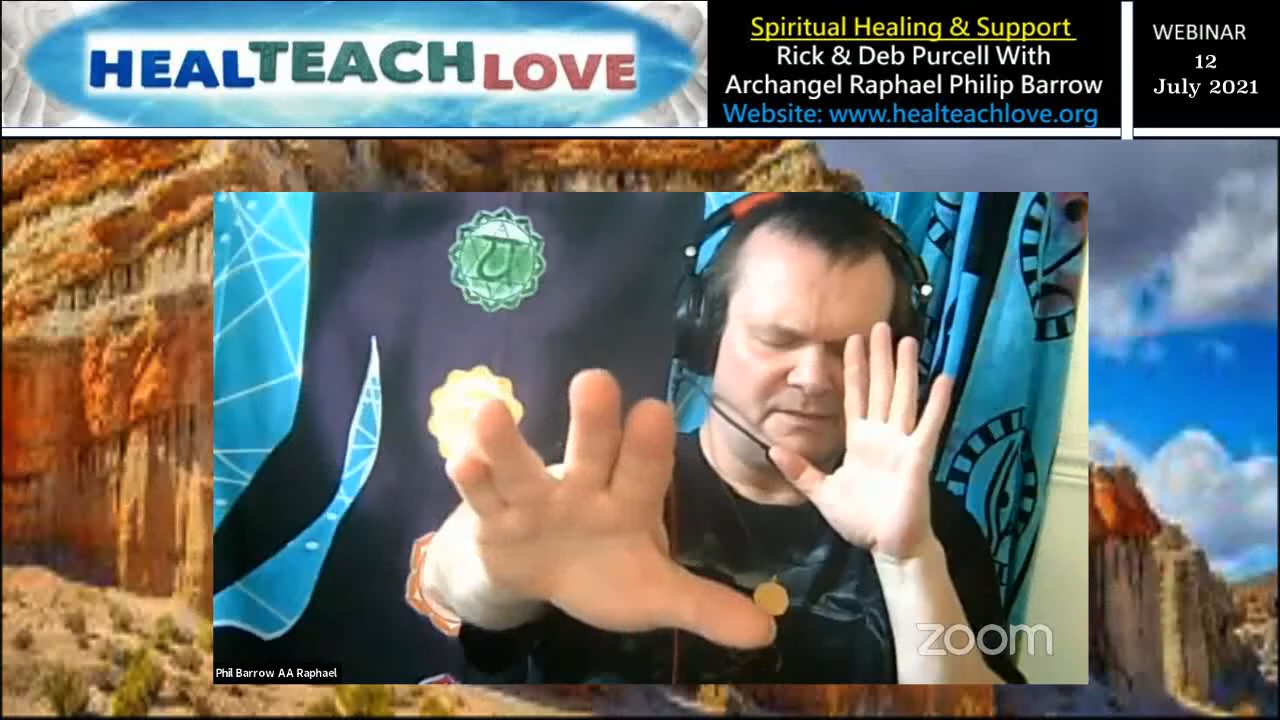 HEALTEACHLOVE
Spiritual Healing & Support
Rick & Deb Purcell With
Archangel Raphael Philip Barrow
Website: www.healteachlove.org
WEBINAR
12
July 2021
Phil Barrow AA Raphael
zoom